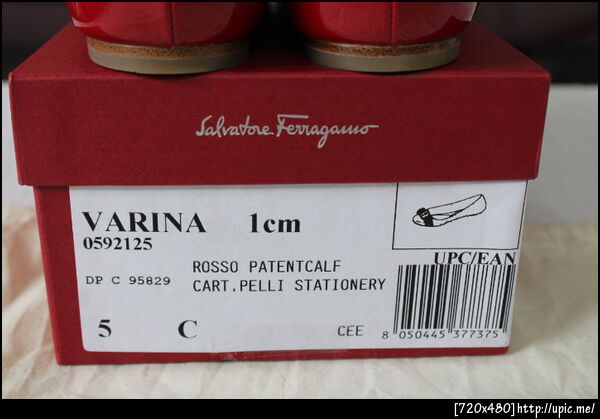 Salvatore Ferragamo
VARINA 1cm
0592125
UPC/EAN
DP C 95829
ROSSO PATENTCALF
CART.PELLI STATIONERY
5 C CEE
8 050445 377375
[720x480]http://upic.me/